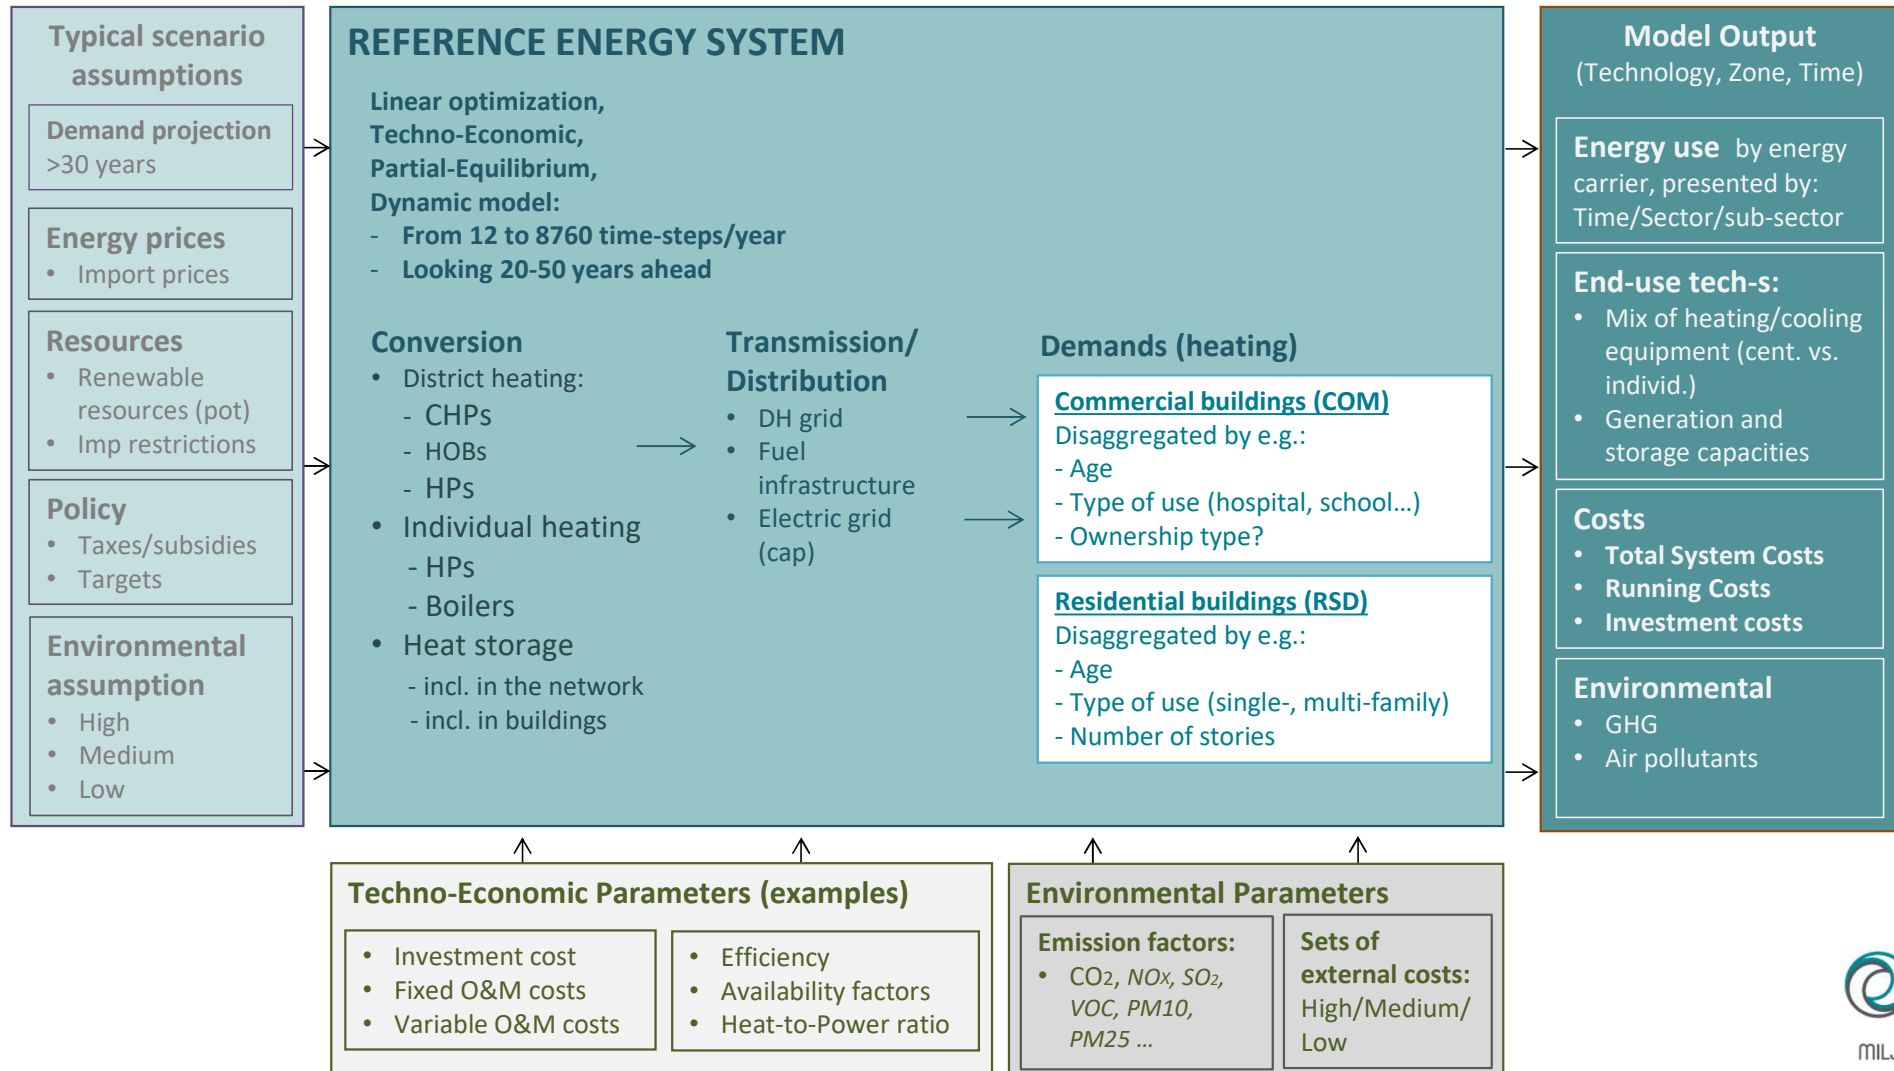 Typical scenario
assumptions
Demand projection
>30 years
Energy prices
• Import prices
Resources
• Renewable
resources (pot)
• Imp restrictions
Policy
• Taxes/subsidies
• Targets
Environmental
assumption
• High
• Medium
• Low
REFERENCE ENERGY SYSTEM
Linear optimization,
Techno-Economic,
Partial-Equilibrium,
Dynamic model:
- From 12 to 8760 time-steps/year
- Looking 20-50 years ahead
Conversion
• District heating:
- CHPs
- HOBs
- HPs
• Individual heating
- HPs
- Boilers
• Heat storage
- incl. in the network
- incl. in buildings
Transmission/
Distribution
• DH grid
• Fuel
infrastructure
• Electric grid
(cap)
Demands (heating)
Commercial buildings (COM)
Disaggregated by e.g.:
- Age
- Type of use (hospital, school...)
- Ownership type?
Residential buildings (RSD)
Disaggregated by e.g.:
- Age
- Type of use (single-, multi-family)
- Number of stories
Model Output
(Technology, Zone, Time)
Energy use by energy
carrier, presented by:
Time/Sector/sub-sector
End-use tech-s:
• Mix of heating/cooling
equipment (cent. vs.
individ.)
• Generation and
storage capacities
Costs
• Total System Costs
• Running Costs
• Investment costs
Environmental
• GHG
• Air pollutants
Techno-Economic Parameters (examples)
• Investment cost
• Fixed O&M costs
• Variable O&M costs
• Efficiency
• Availability factors
• Heat-to-Power ratio
Environmental Parameters
Emission factors:
• CO2, NOx, SO2,
VOC, PM10,
PM25 ...
Sets of
external costs:
High/Medium/
Low